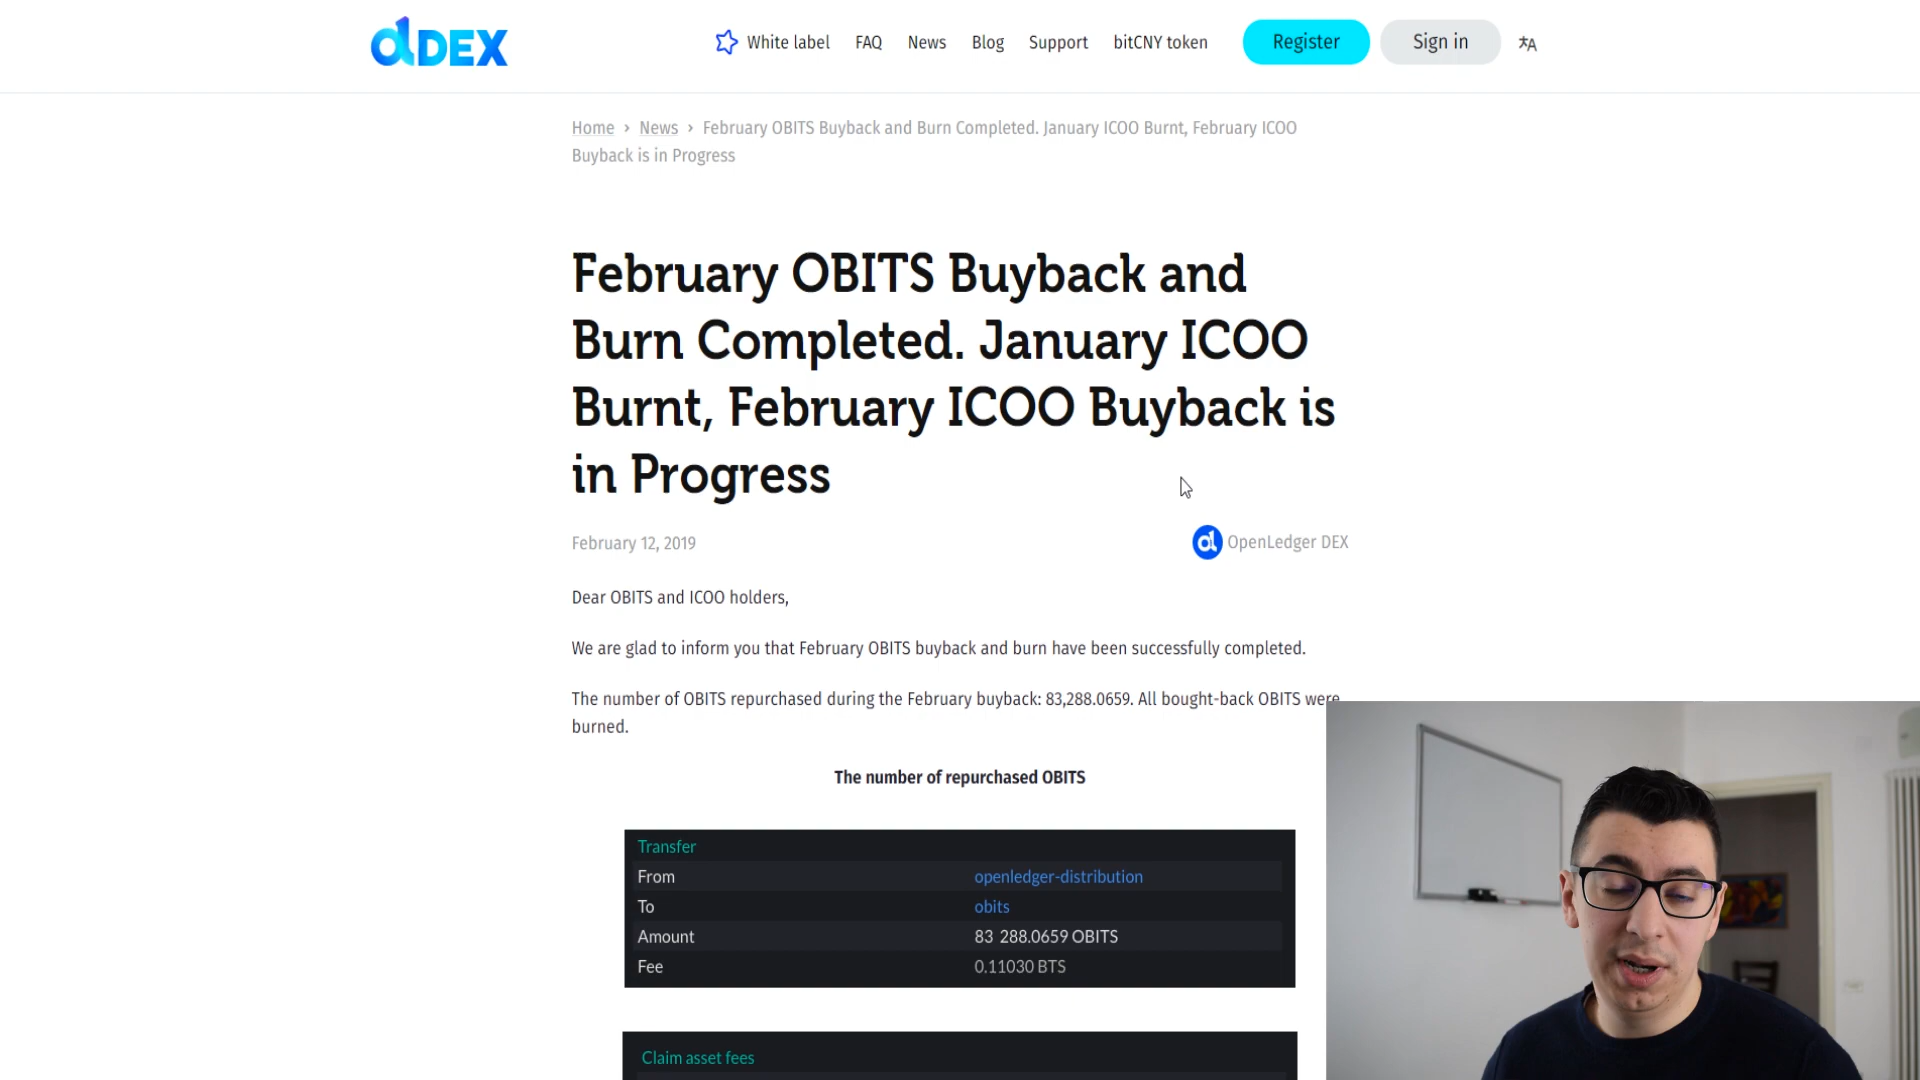 dDEX
White label FAQ News Blog Support bitCNY token Register Sign in
Home › News › February OBITS Buyback and Burn Completed. January ICOO Burnt, February ICOO
Buyback is in Progress
February OBITS Buyback and
Burn Completed. January ICOO
Burnt, February ICOO Buyback is
in Progress
February 12, 2019 OpenLedger DEX
Dear OBITS and ICOO holders,
We are glad to inform you that February OBITS buyback and burn have been successfully completed.
The number of OBITS repurchased during the February buyback: 83,288.0659. All bought-back OBITS were
burned.
The number of repurchased OBITS
Transfer
From openledger-distribution
To obits
Amount 83 288.0659 OBITS
Fee 0.11030 BTS
Claim asset fees